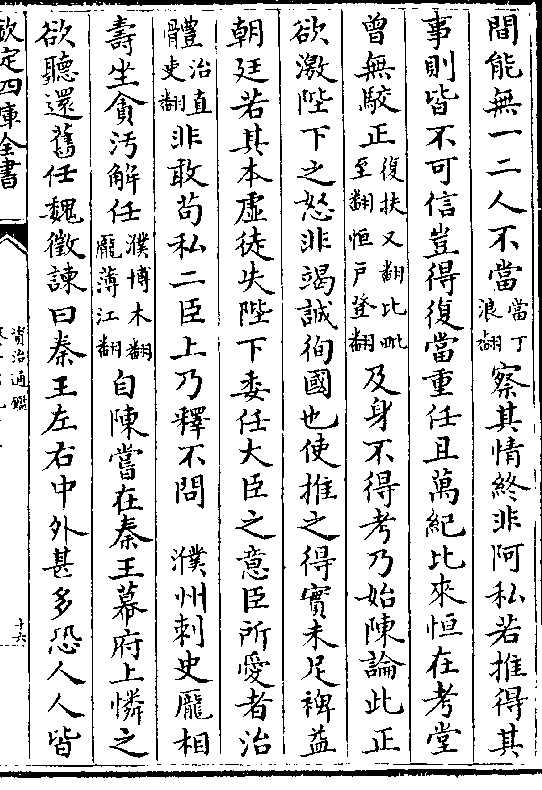 間能無一二人不當當丁浪翻察其情終非阿私若推得其
事則皆不可信豈得復當重任且萬紀比來恒在考堂
曾無駮正復扶又翻比毗至翻恒戸登翻及身不得考乃始陳論此正
欲激陛下之怒非竭誠徇國也使推之得實未足裨益
朝廷若其本虛徒失陛下委任大臣之意臣所愛者治
體治直吏翻非敢苟私二臣上乃釋不問　濮州刺史龎相
壽坐貪汚解任濮博木翻龎薄江翻自陳嘗在秦王幕府上憐之
欲聽還舊任魏徵諫曰秦王左右中外甚多恐人人皆
欽定四庫全書
資治通鑑
十六